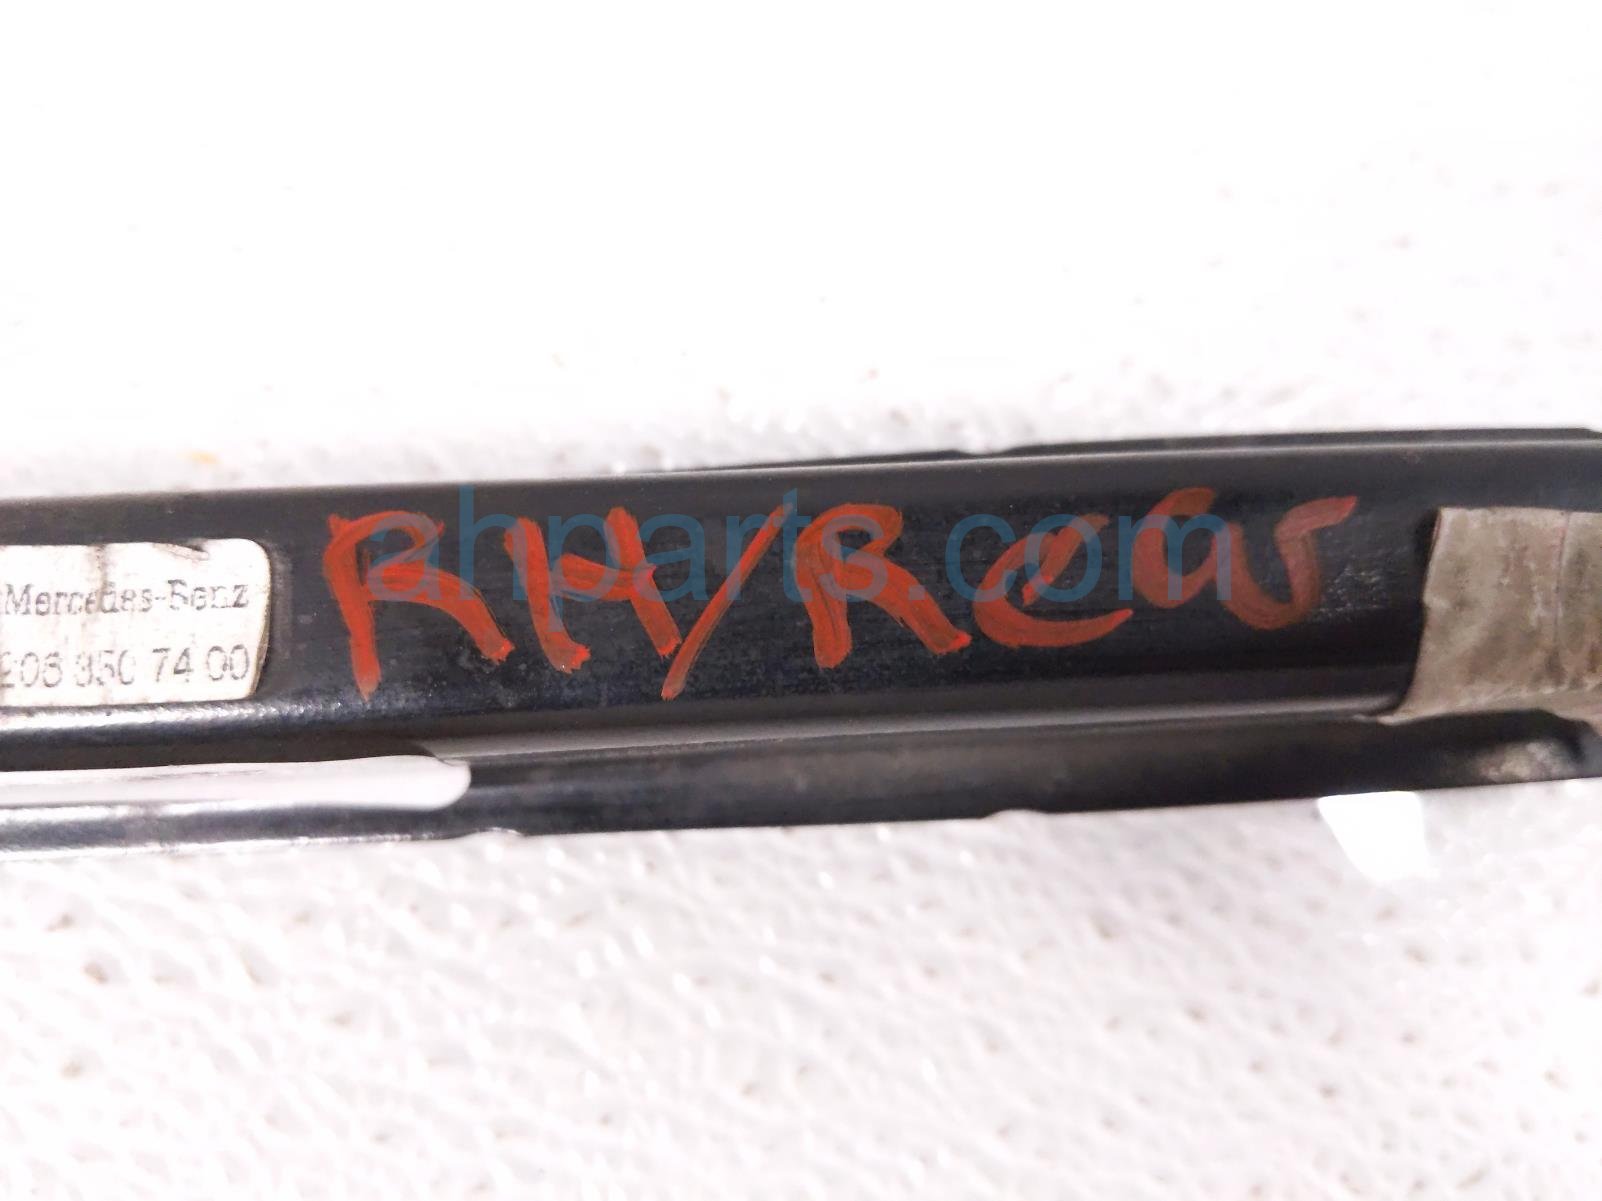 Mercedes-Benz
206 350 74 00
RH/Rear
ahparts.com